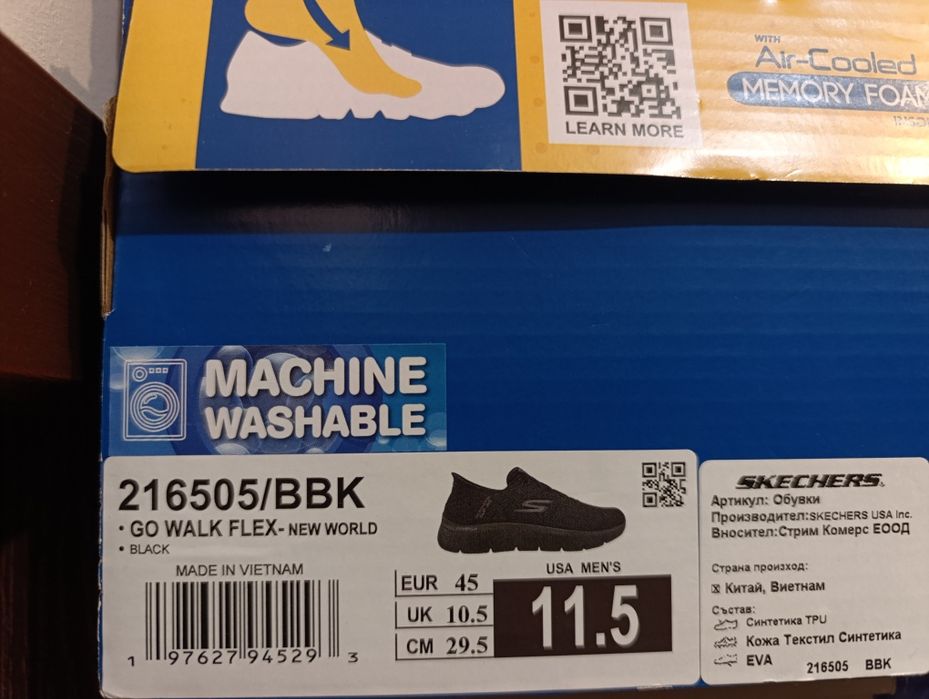 LEARN MORE
WITH
Air-Cooled
MEMORY FOAM
MACHINE
WASHABLE
216505/BBK
• GO WALK FLEX- NEW WORLD
• BLACK
MADE IN VIETNAM
1 97627 94529 3
EUR 45
UK 10.5
CM 29.5
USA MEN'S
11.5
SKECHERS.
Артикул: Обувки
Производител:SKECHERS USA Inc.
Вносител:Стрим Комерс ЕООД
Страна произход:
Китай, Виетнам
Състав:
Синтетика TPU
Кожа Текстил Синтетика
EVA
216505 BBK